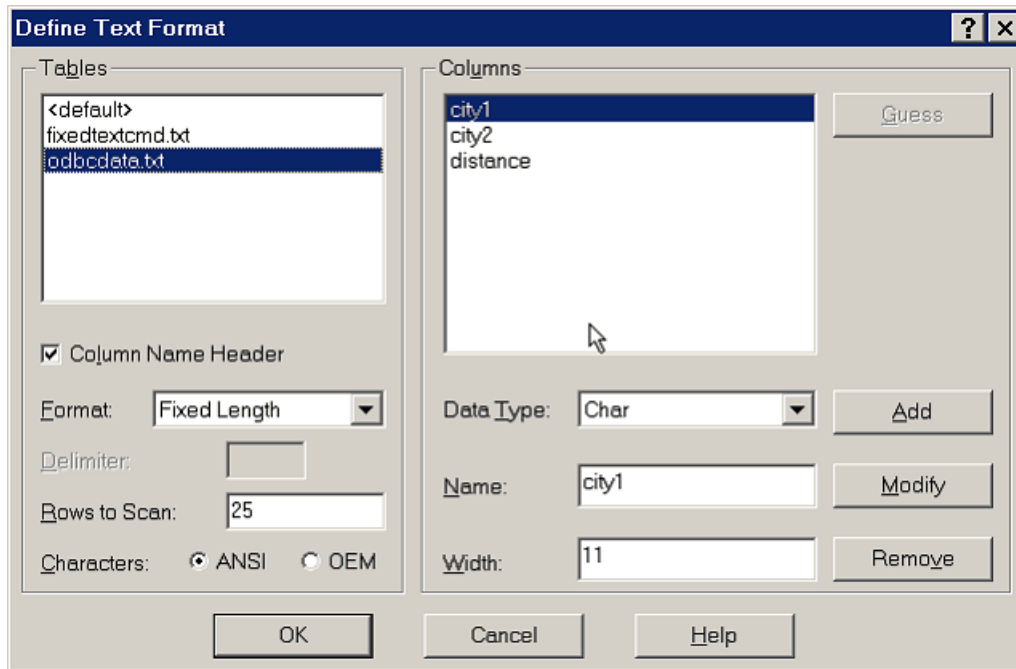 Define Text Format
Tables
<default>
fixedtextcmd.txt
odbcdata.txt
Column Name Header
Format: Fixed Length
Delimiter:
Rows to Scan: 25
Characters: ANSI OEM
Columns
city1
city2
distance
Guess
Data Type: Char
Add
Name: city1
Modify
Width: 11
Remove
OK Cancel Help